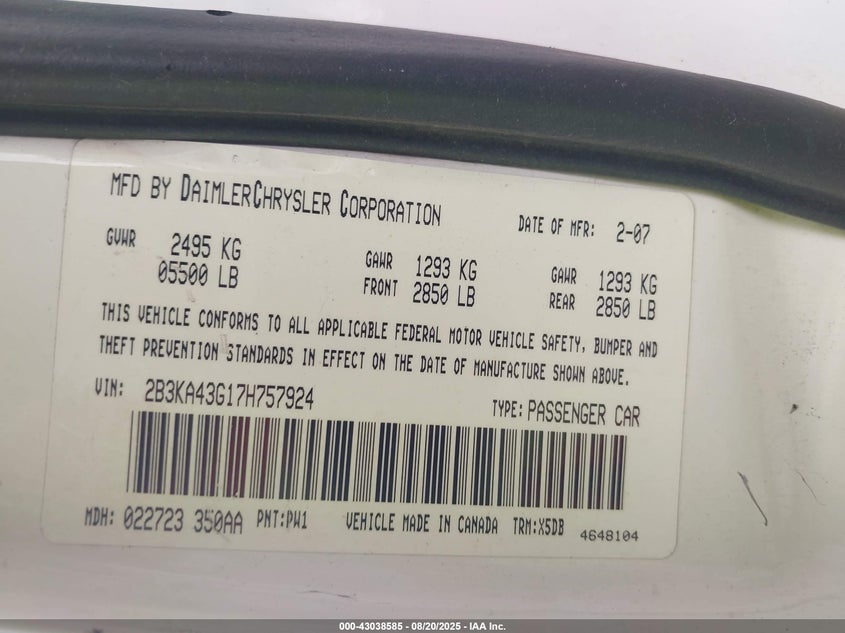 MFD BY DAIMLERCHRYSLER CORPORATION DATE OF MFR: 2-07
GVWR 2495 KG GAWR 1293 KG GAWR 1293 KG
05500 LB FRONT 2850 LB REAR 2850 LB
THIS VEHICLE CONFORMS TO ALL APPLICABLE FEDERAL MOTOR VEHICLE SAFETY, BUMPER AND
THEFT PREVENTION STANDARDS IN EFFECT ON THE DATE OF MANUFACTURE SHOWN ABOVE.
VIN: 2B3KA43G17H757924 TYPE: PASSENGER CAR
MDH: 022723 350AA PNT:PW1 VEHICLE MADE IN CANADA TRM:X5DB 4648104
000-43038585 - 08/20/2025 - IAA Inc.